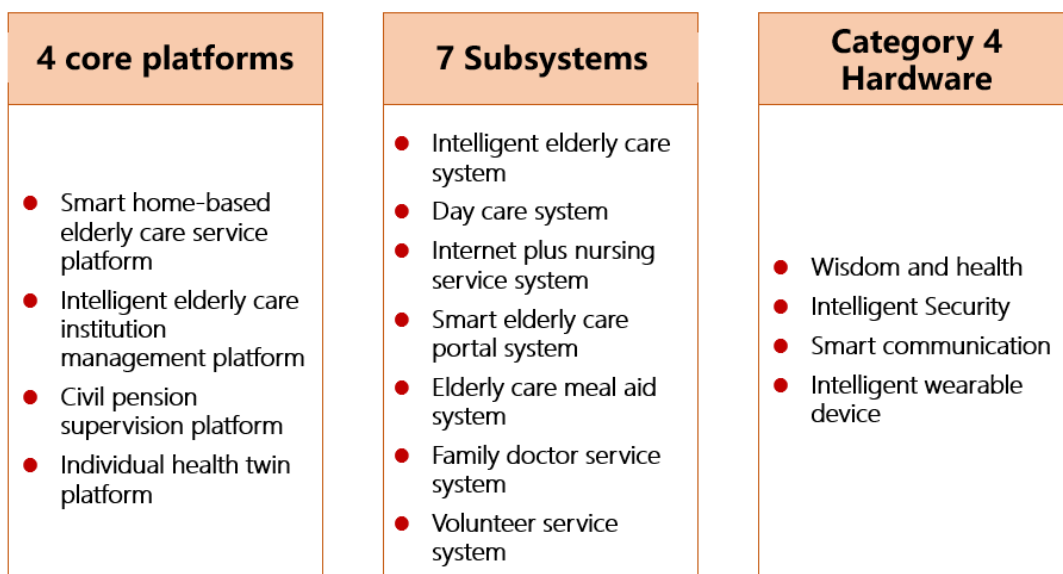 4 core platforms
Smart home-based
elderly care service
platform
Intelligent elderly care
institution
management platform
Civil pension
supervision platform
Individual health twin
platform
7 Subsystems
Intelligent elderly care
system
Day care system
Internet plus nursing
service system
Smart elderly care
portal system
Elderly care meal aid
system
Family doctor service
system
Volunteer service
system
Category 4
Hardware
Wisdom and health
Intelligent Security
Smart communication
Intelligent wearable
device